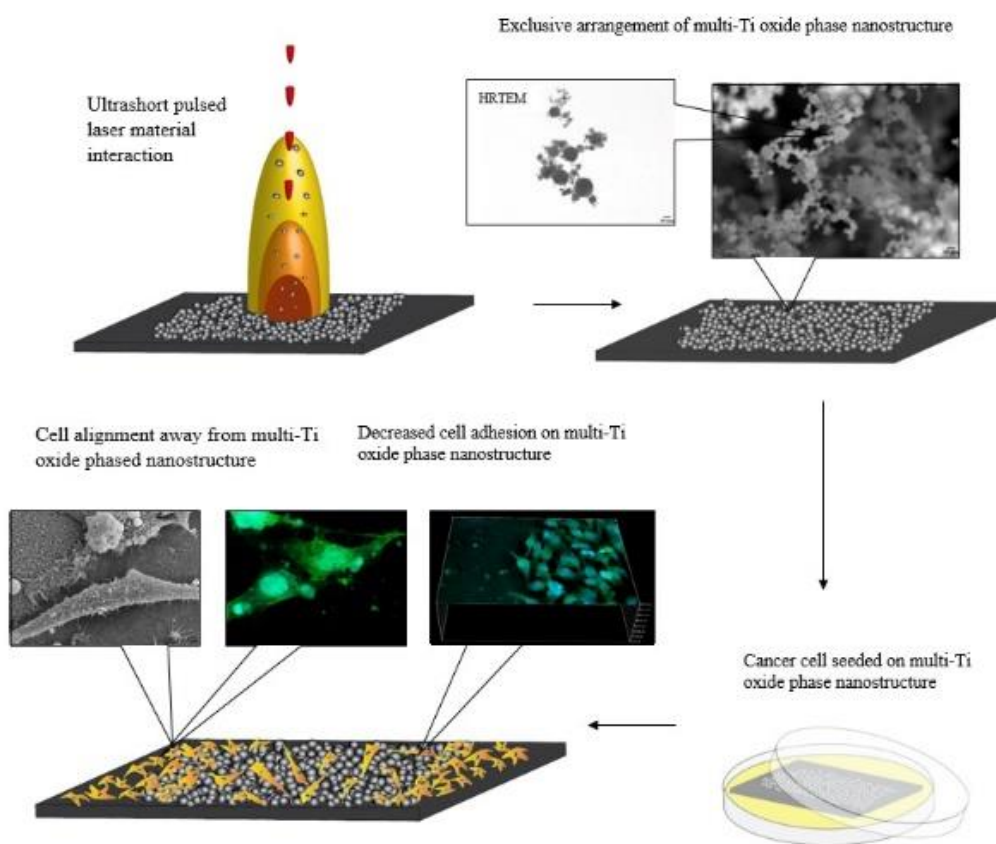 Exclusive arrangement of multi-Ti oxide phase nanostructure
Ultrashort pulsed
laser material
interaction
HRTEM
Cell alignment away from multi-Ti
oxide phased nanostructure
Decreased cell adhesion on multi-Ti
oxide phase nanostructure
Cancer cell seeded on multi-Ti
oxide phase nanostructure